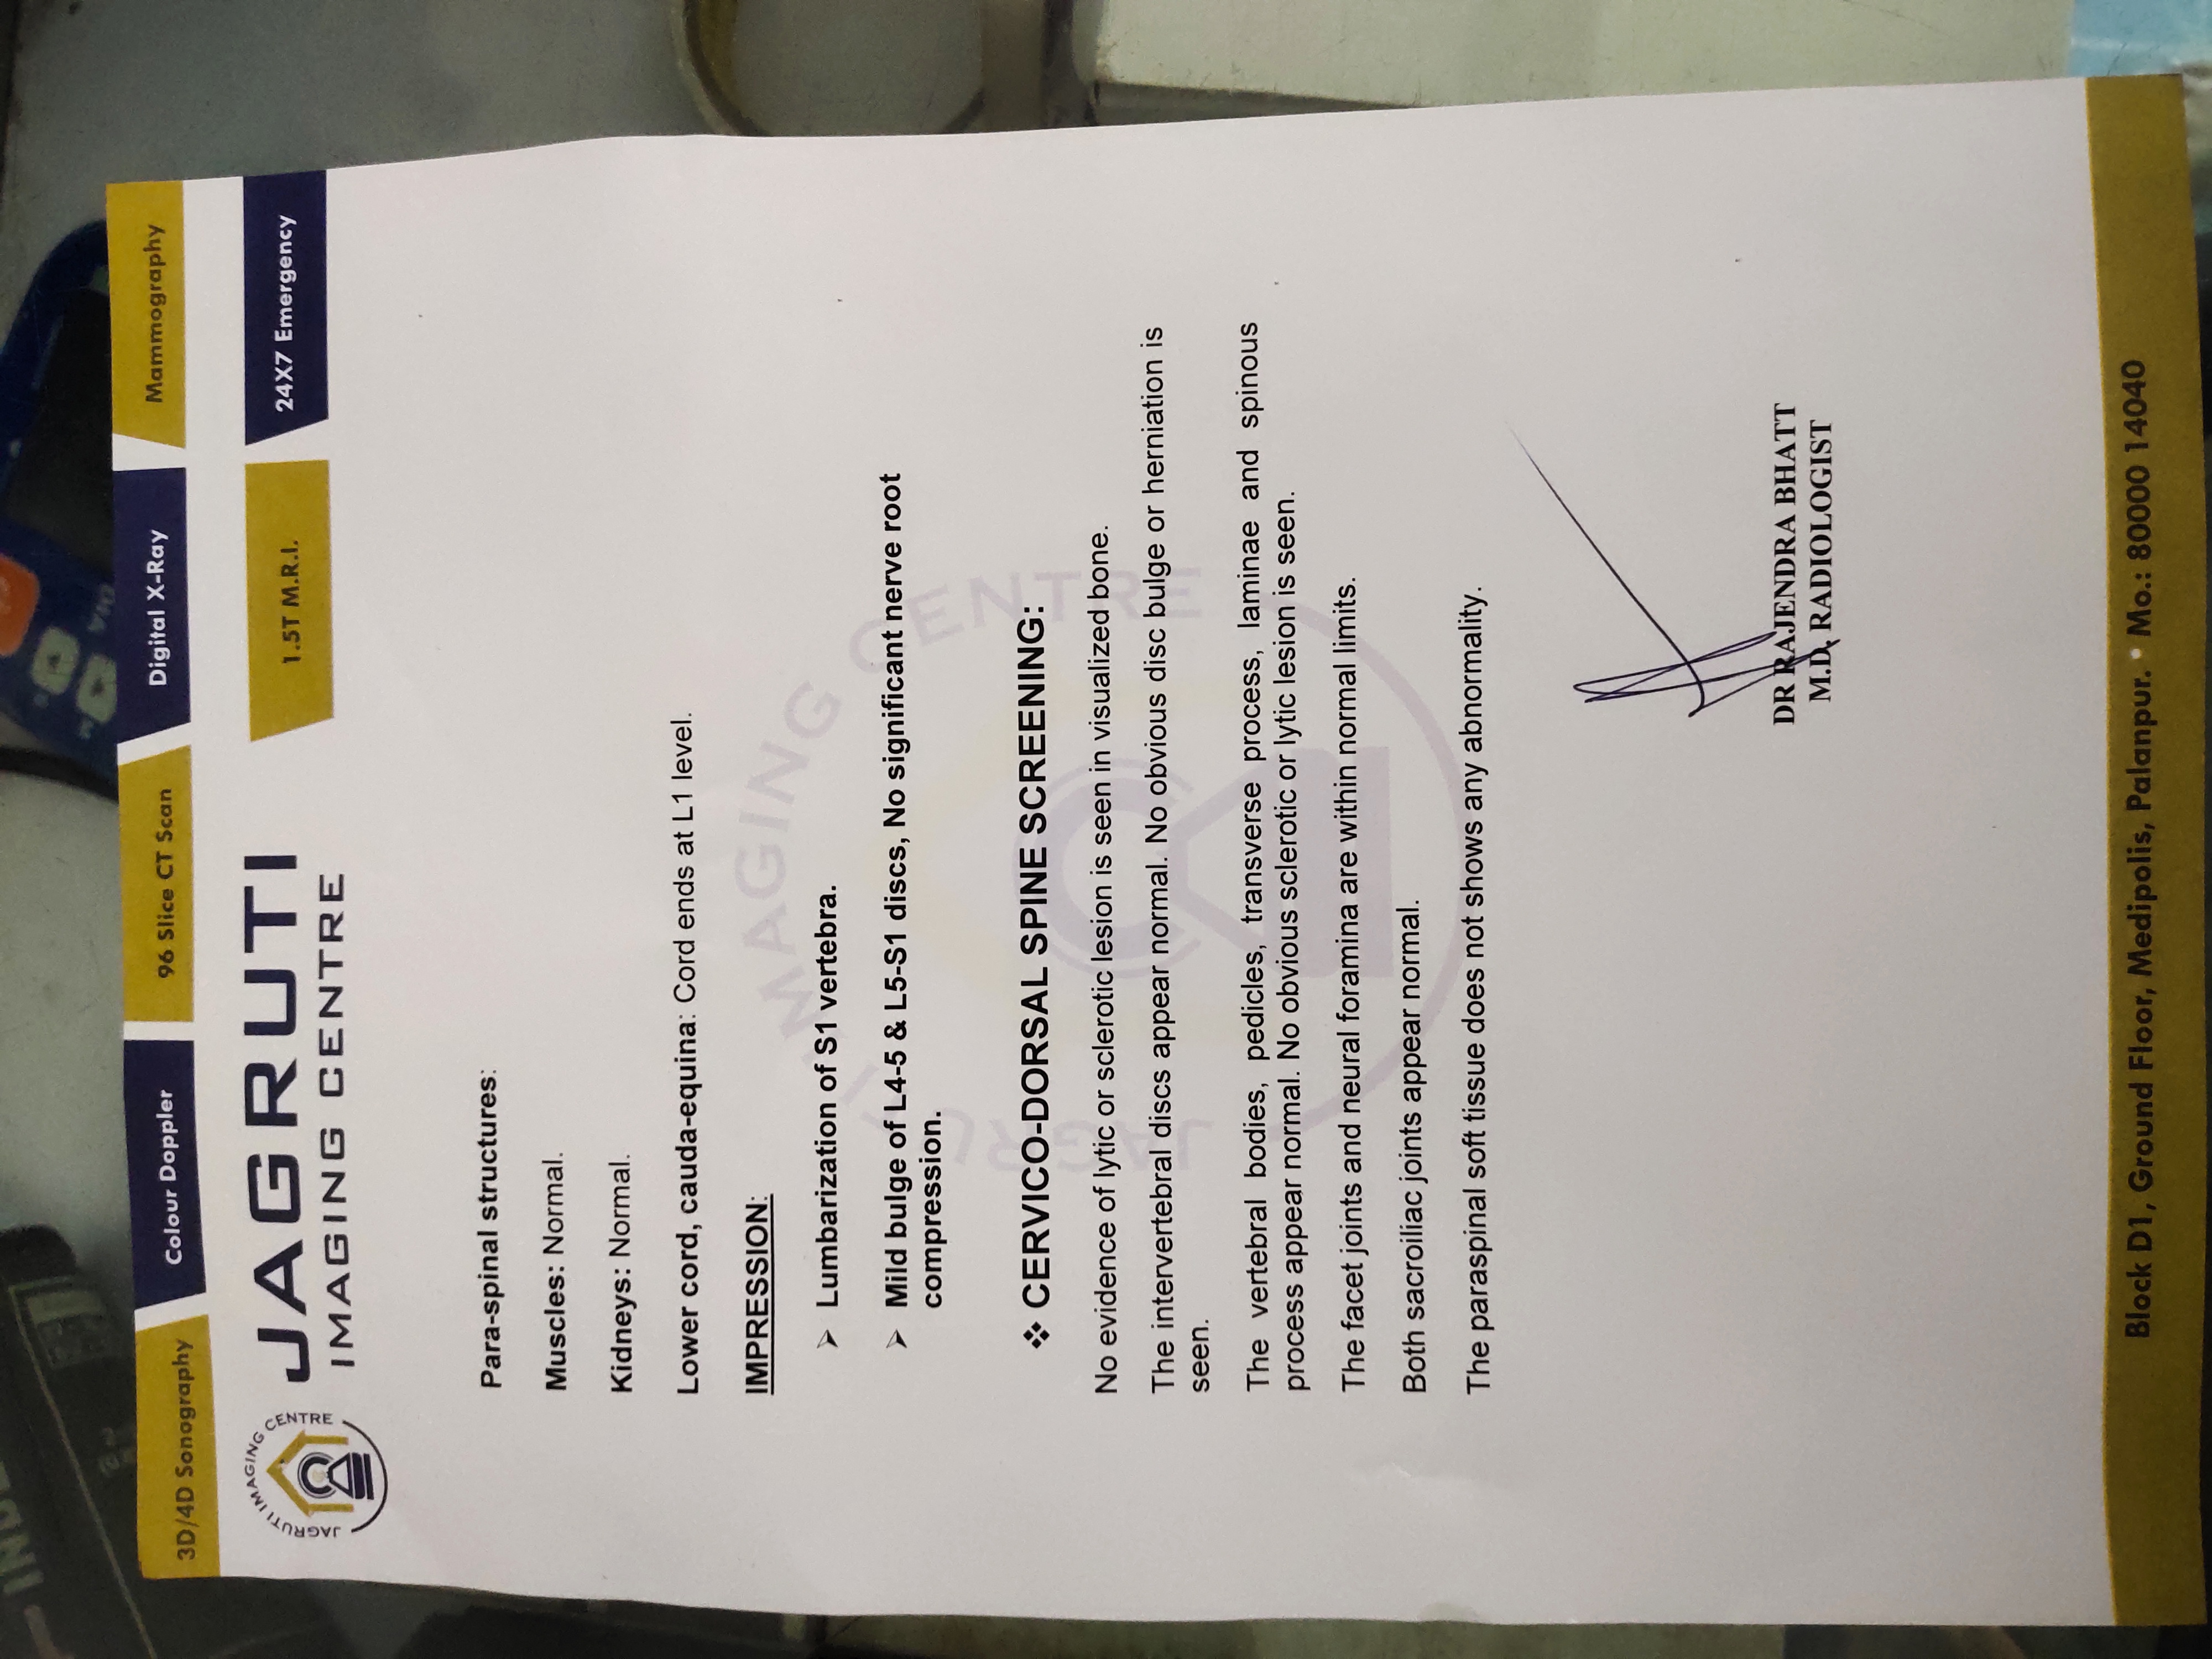 3D/4D Sonography
Colour Doppler
96 Slice CT Scan
Digital X-Ray
Mammography
JAGRUTI IMAGING CENTRE
JAGRUTI
IMAGING CENTRE
1.5T M.R.I.
24X7 Emergency
Para-spinal structures:
Muscles: Normal.
Kidneys: Normal.
Lower cord, cauda-equina: Cord ends at L1 level.
IMPRESSION:
➢ Lumbarization of S1 vertebra.
➢ Mild bulge of L4-5 & L5-S1 discs, No significant nerve root
compression.
❖ CERVICO-DORSAL SPINE SCREENING:
No evidence of lytic or sclerotic lesion is seen in visualized bone.
The intervertebral discs appear normal. No obvious disc bulge or herniation is
seen.
The vertebral bodies, pedicles, transverse process, laminae and spinous
process appear normal. No obvious sclerotic or lytic lesion is seen.
The facet joints and neural foramina are within normal limits.
Both sacroiliac joints appear normal.
The paraspinal soft tissue does not shows any abnormality.
JAGRUTI IMAGING CENTRE
DR RAJENDRA BHATT
M.D. RADIOLOGIST
Block D1, Ground Floor, Medipolis, Palanpur. • Mo.: 80000 14040